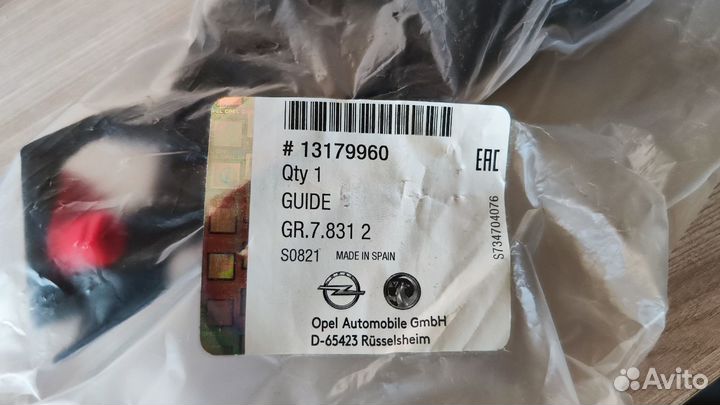 # 13179960
Qty 1
GUIDE
GR.7.831 2
S0821 MADE IN SPAIN
Opel Automobile GmbH
D-65423 Rüsselsheim
EAC
S734704076
Avito